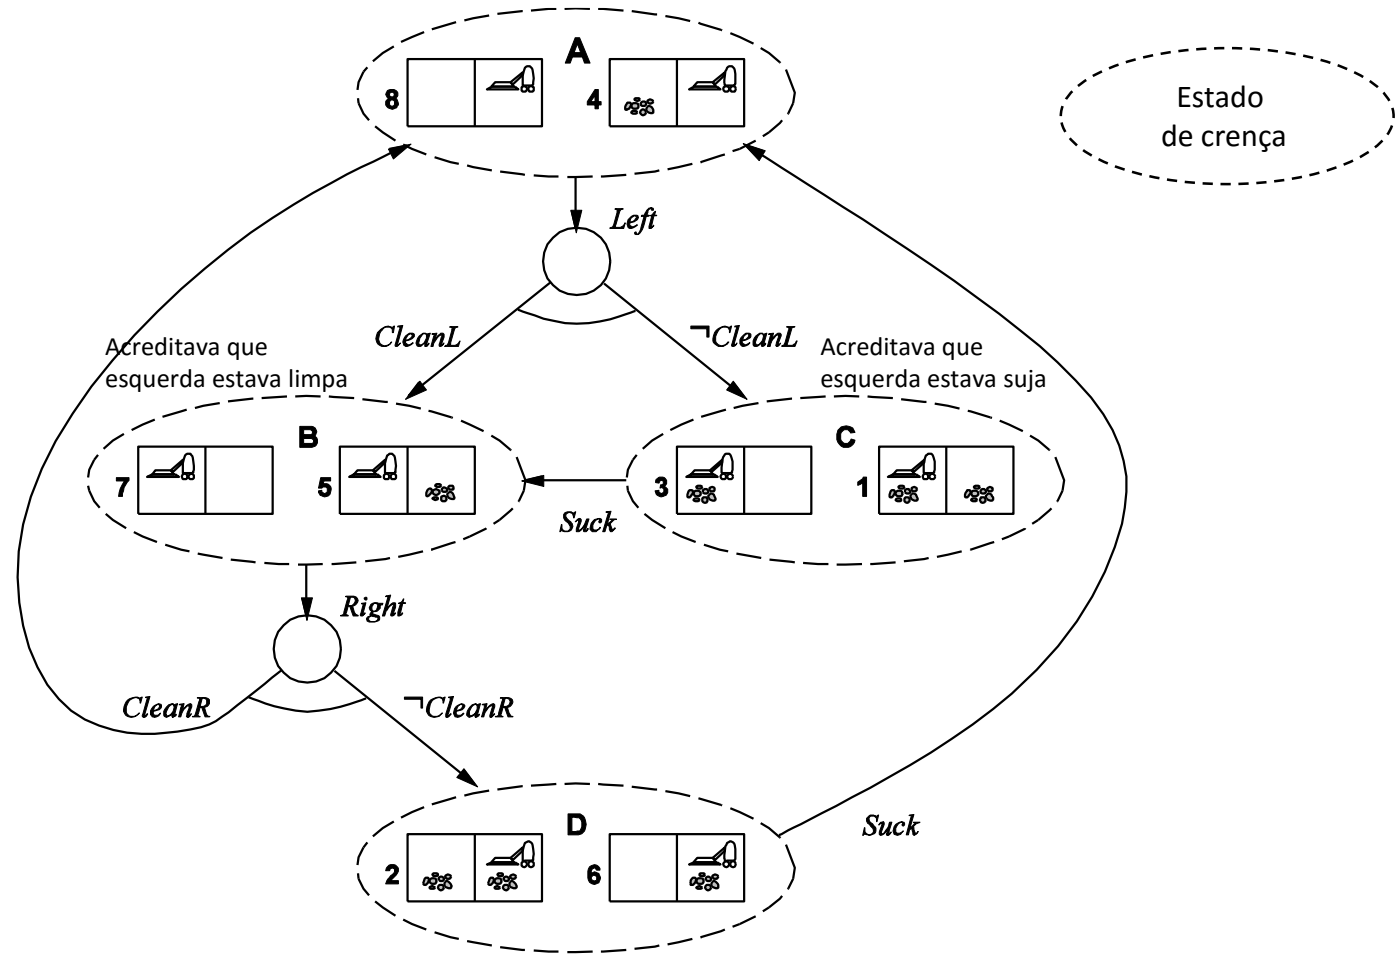 A
8
4
Estado
de crença
Left
CleanL
¬CleanL
Acreditava que
esquerda estava limpa
Acreditava que
esquerda estava suja
B
7
5
C
3
1
Suck
Right
CleanR
¬CleanR
D
2
6
Suck